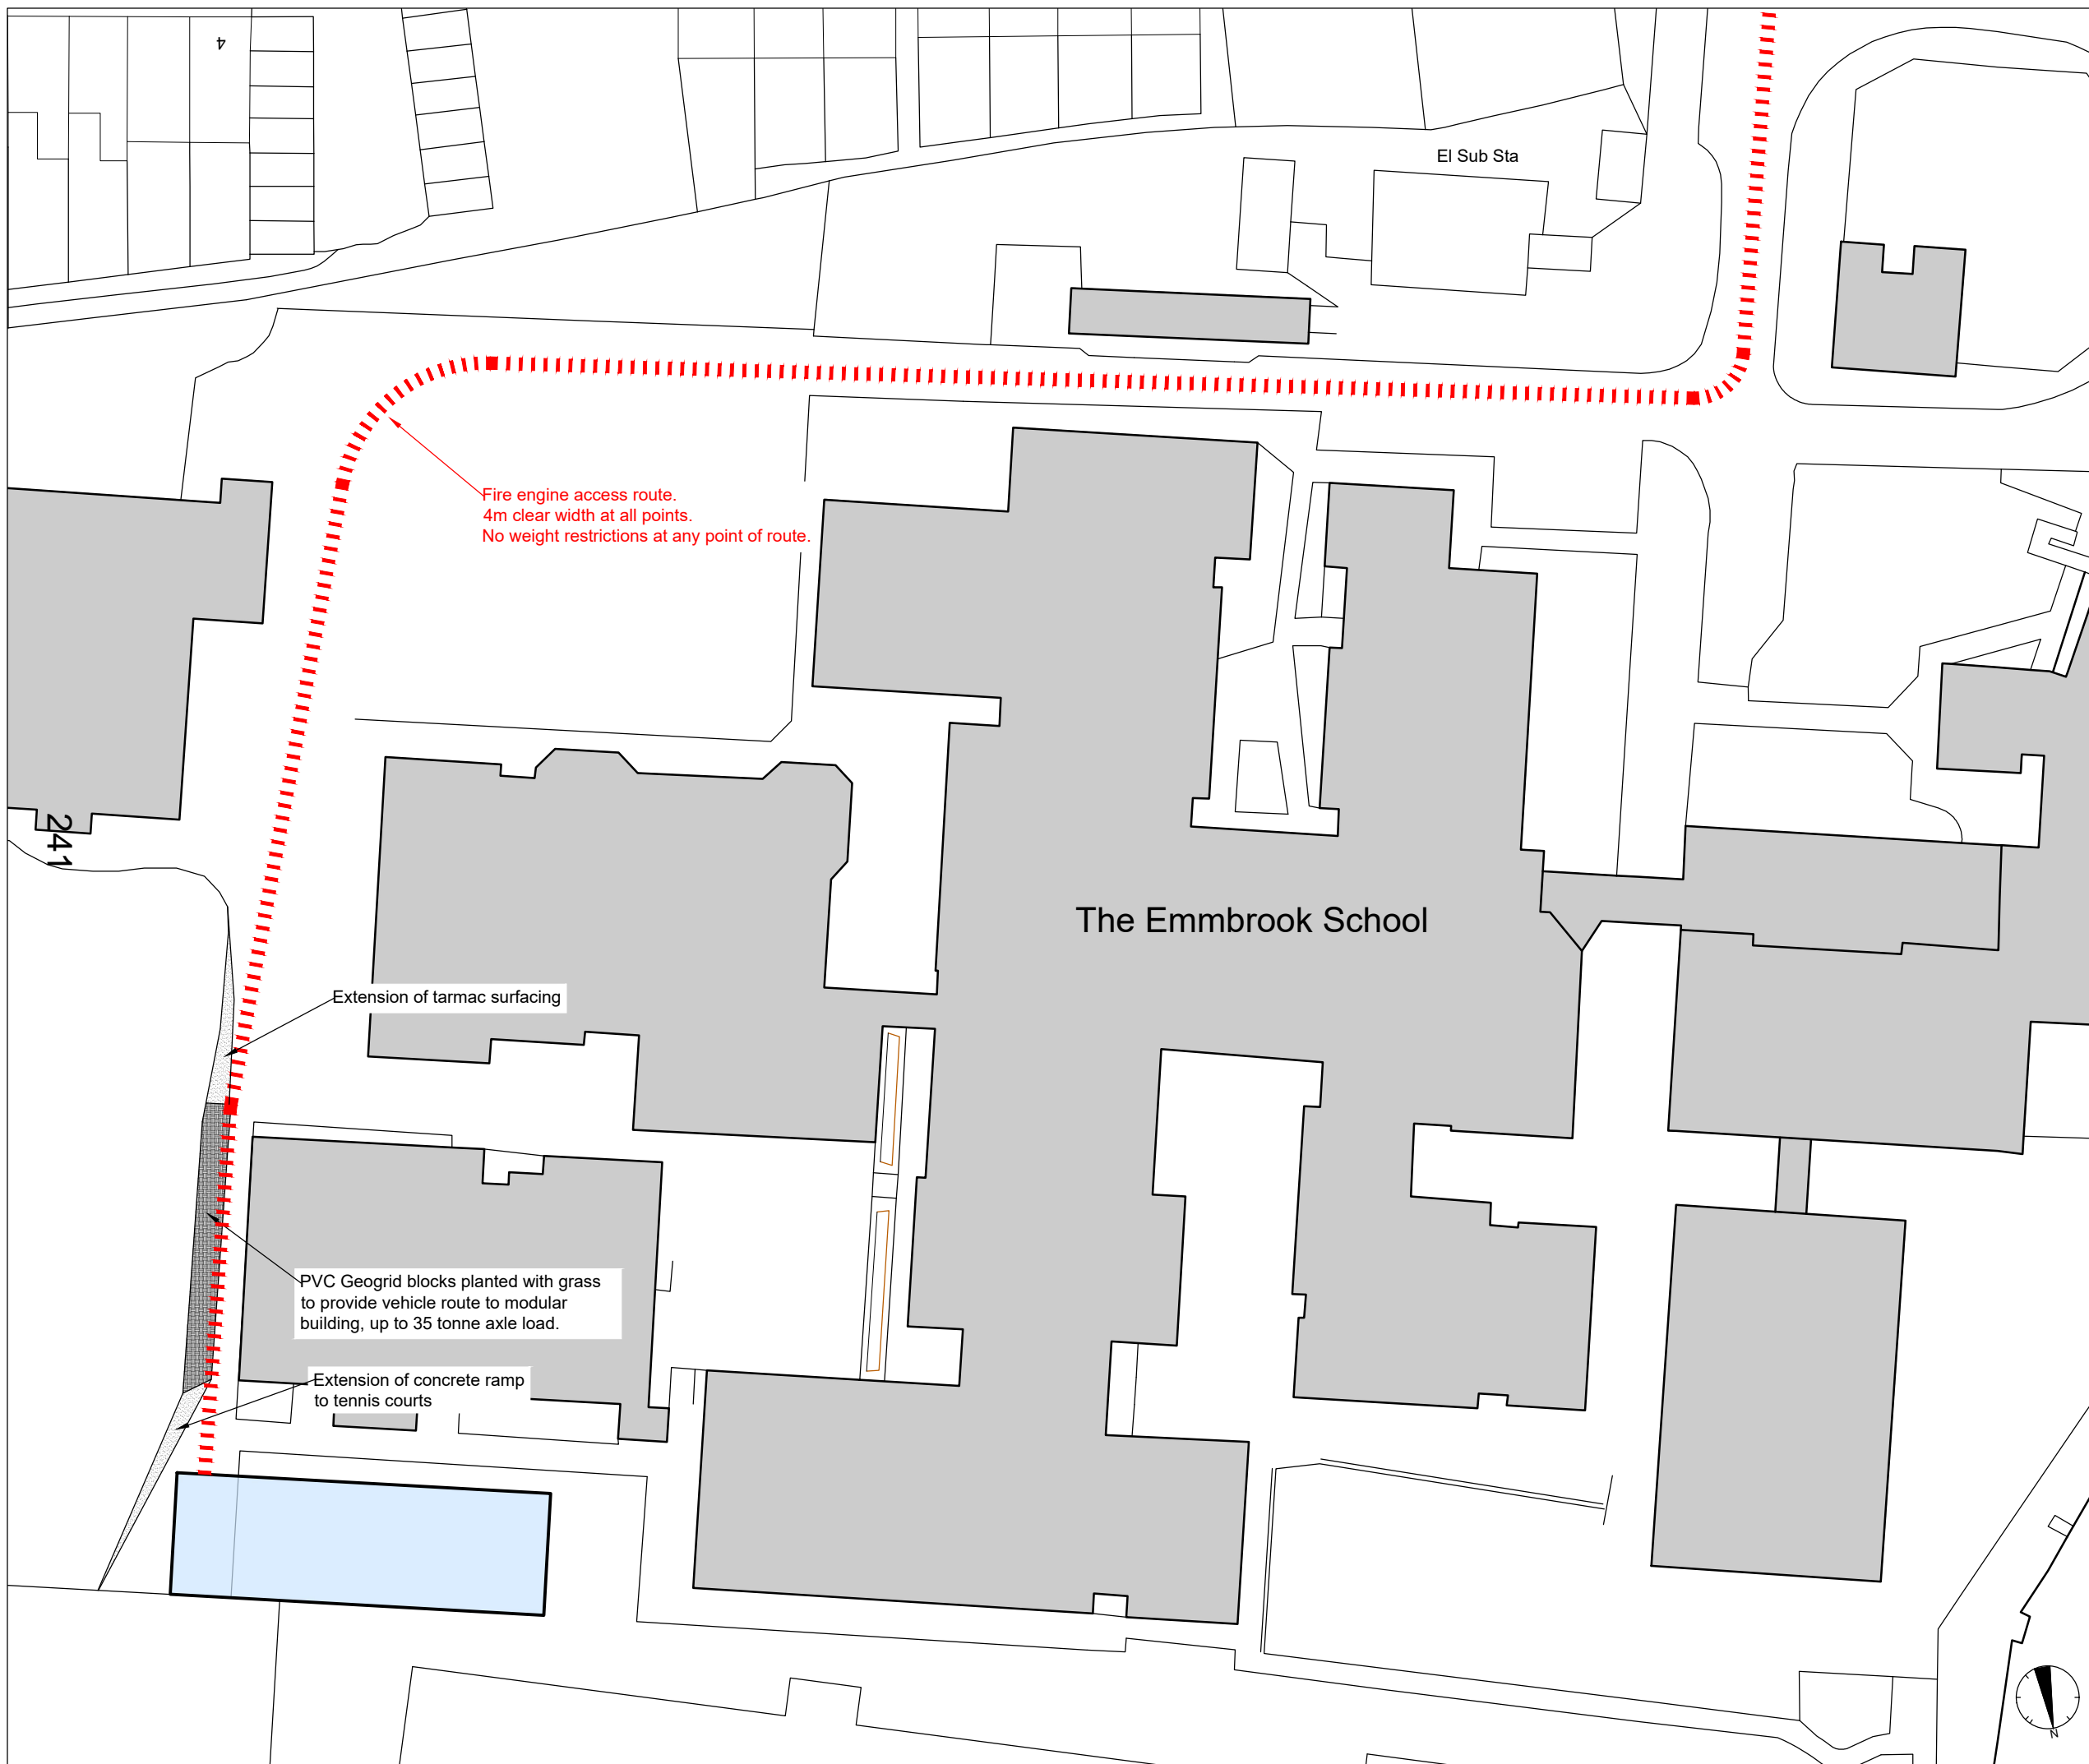 4
El Sub Sta
Fire engine access route.
4m clear width at all points.
No weight restrictions at any point of route.
241
The Emmbrook School
Extension of tarmac surfacing
PVC Geogrid blocks planted with grass
to provide vehicle route to modular
building, up to 35 tonne axle load.
Extension of concrete ramp
to tennis courts
N